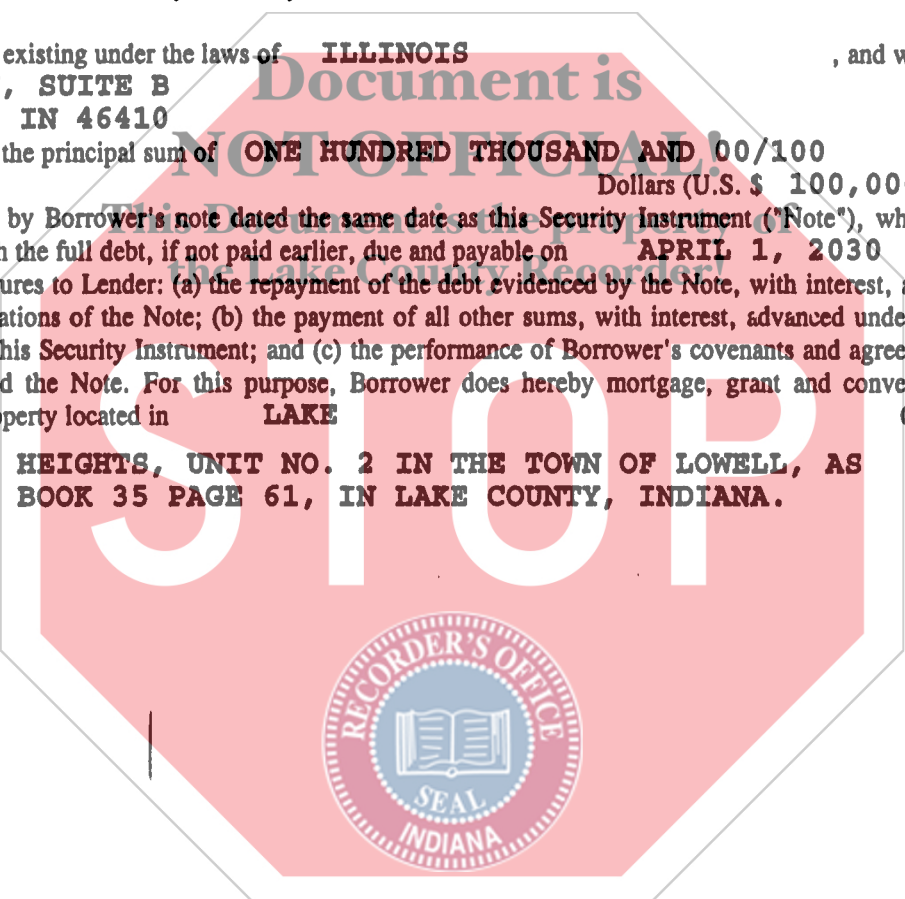 existing under the laws of ILLINOIS , and w
, SUITE B
IN 46410
the principal sum of ONE HUNDRED THOUSAND AND 00/100
Dollars (U.S. $ 100,00
by Borrower's note dated the same date as this Security Instrument ("Note"), wh
the full debt, if not paid earlier, due and payable on APRIL 1, 2030
ures to Lender: (a) the repayment of the debt evidenced by the Note, with interest, a
ations of the Note; (b) the payment of all other sums, with interest, advanced unde
his Security Instrument; and (c) the performance of Borrower's covenants and agree
d the Note. For this purpose, Borrower does hereby mortgage, grant and conve
perty located in LAKE
HEIGHTS, UNIT NO. 2 IN THE TOWN OF LOWELL, AS
BOOK 35 PAGE 61, IN LAKE COUNTY, INDIANA.
Document is
NOT OFFICIAL!
This Document is the property of
the Lake County Recorder!
STOP
RECORDER'S OFFICE
SEAL
INDIANA